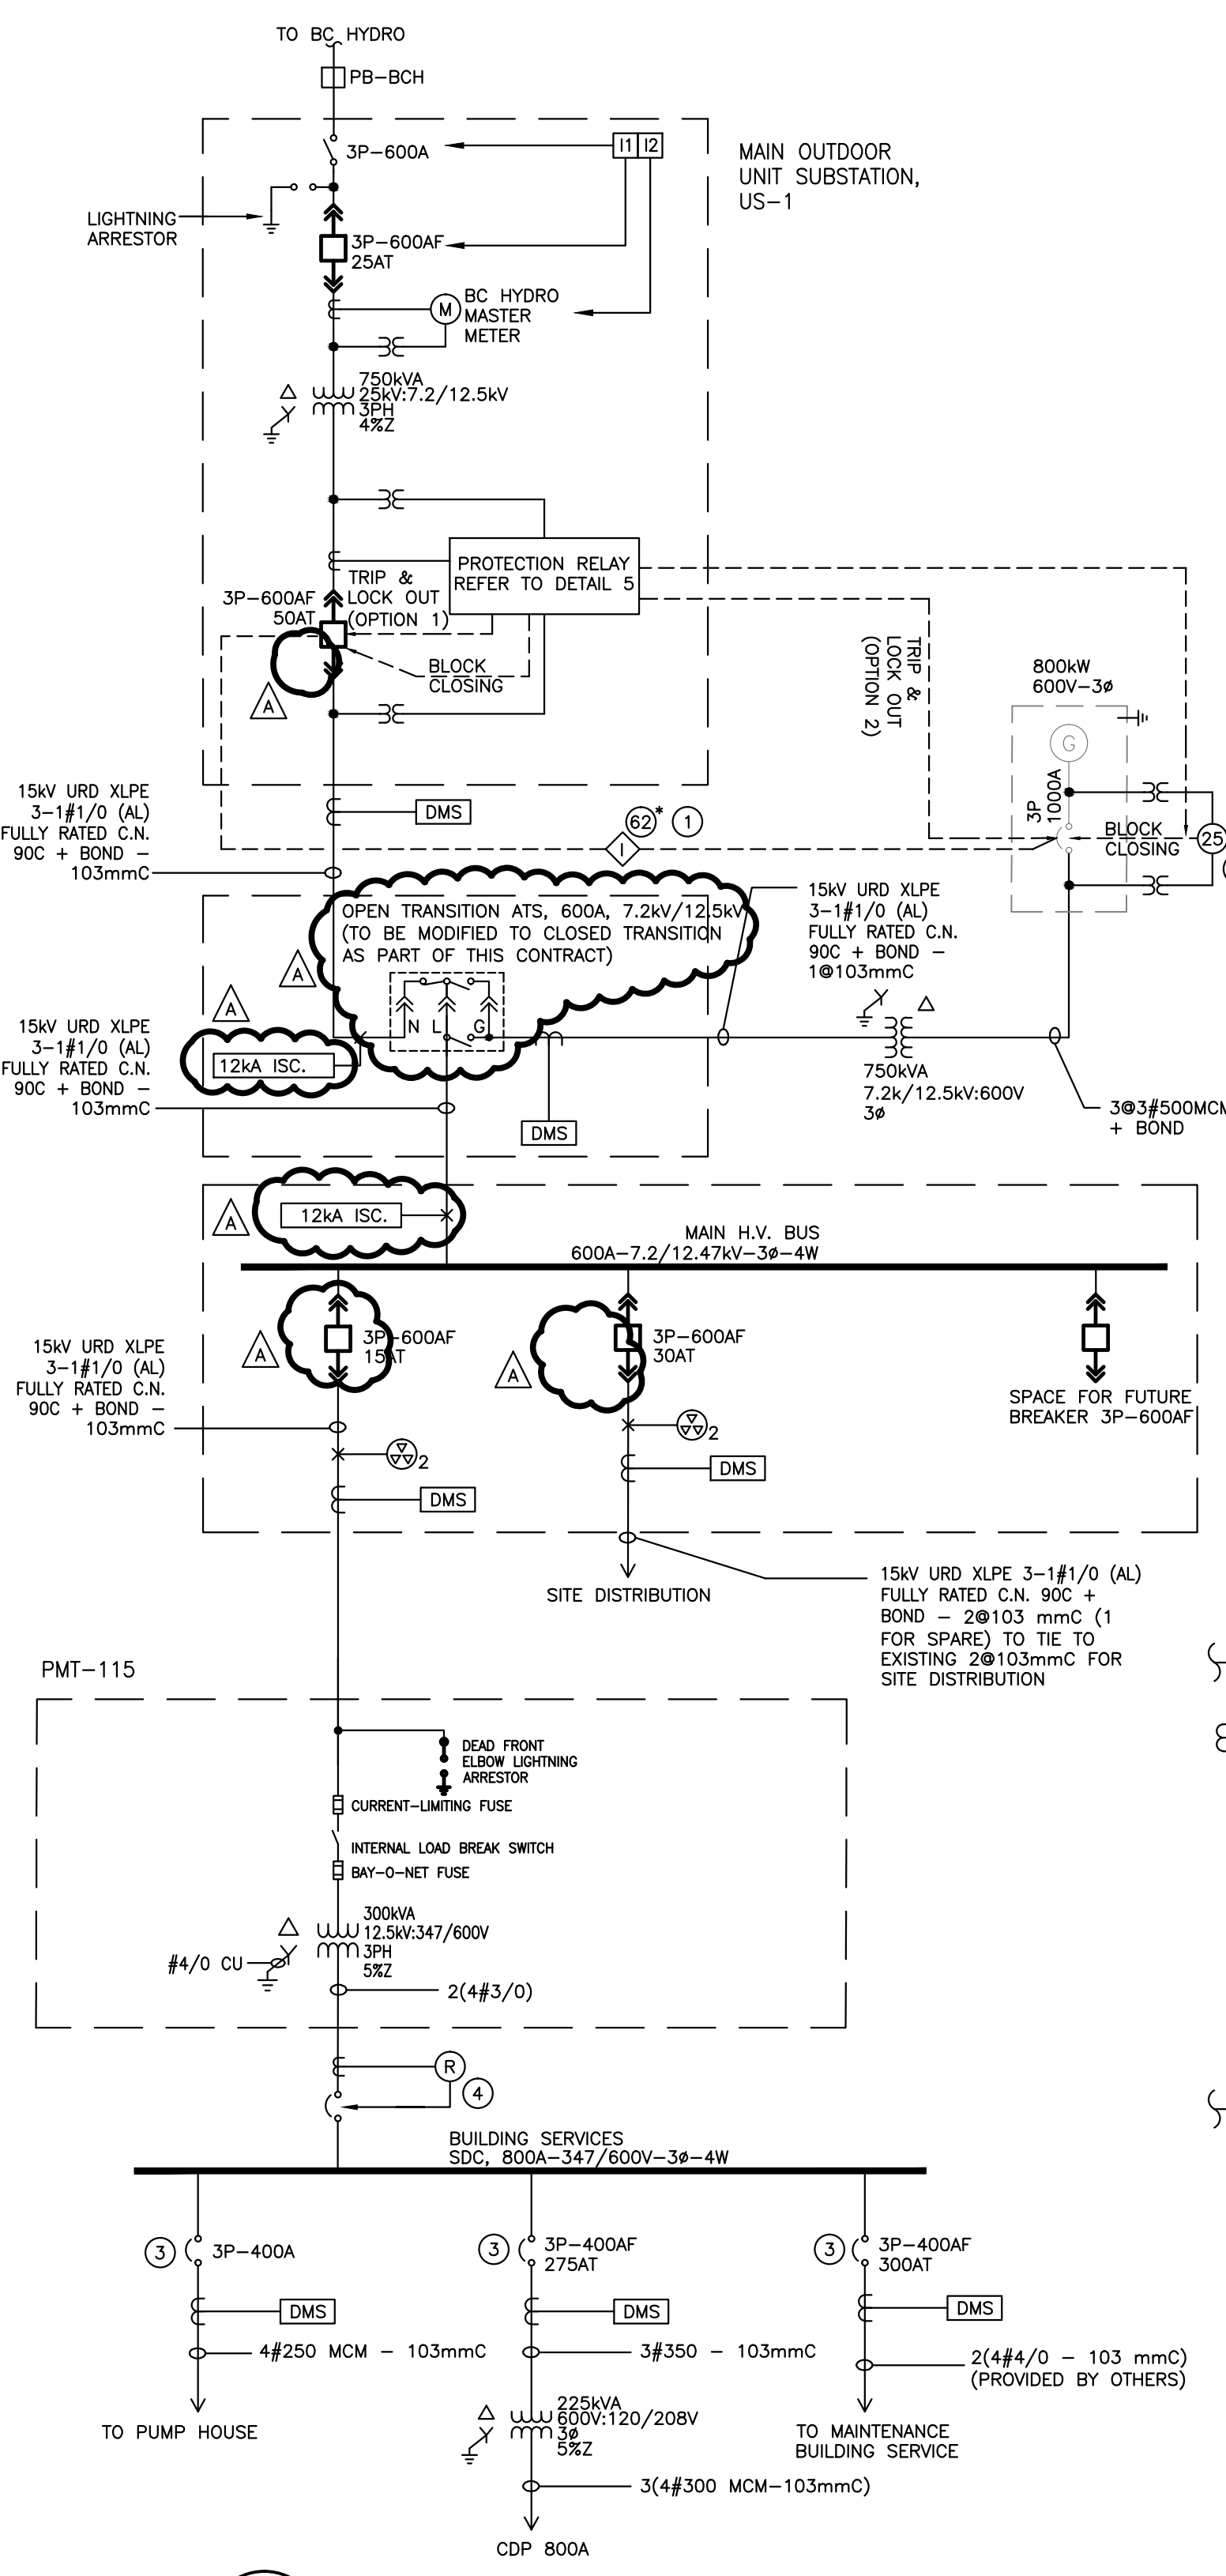 TO BC HYDRO
PB-BCH
3P-600A
I1 I2
MAIN OUTDOOR
UNIT SUBSTATION,
US-1
LIGHTNING
ARRESTOR
3P-600AF
25AT
M
BC HYDRO
MASTER
METER
750kVA
25kV:7.2/12.5kV
3PH
4%Z
PROTECTION RELAY
REFER TO DETAIL 5
TRIP &
LOCK OUT
(OPTION 1)
3P-600AF
50AT
BLOCK
CLOSING
A
TRIP &
LOCK OUT
(OPTION 2)
800kW
600V-3ø
G
3P
1000A
BLOCK
CLOSING
25
15kV URD XLPE
3-1#1/0 (AL)
FULLY RATED C.N.
90C + BOND -
103mmC
DMS
62* 1
I
OPEN TRANSITION ATS, 600A, 7.2kV/12.5kV
(TO BE MODIFIED TO CLOSED TRANSITION
AS PART OF THIS CONTRACT)
A
N L G
15kV URD XLPE
3-1#1/0 (AL)
FULLY RATED C.N.
90C + BOND -
1@103mmC
A
15kV URD XLPE
3-1#1/0 (AL)
FULLY RATED C.N.
90C + BOND -
103mmC
12kA ISC.
DMS
750kVA
7.2k/12.5kV:600V
3ø
3@3#500MCM
+ BOND
A
12kA ISC.
MAIN H.V. BUS
600A-7.2/12.47kV-3ø-4W
15kV URD XLPE
3-1#1/0 (AL)
FULLY RATED C.N.
90C + BOND -
103mmC
A
3P-600AF
15AT
A
3P-600AF
30AT
SPACE FOR FUTURE
BREAKER 3P-600AF
2
2
DMS
DMS
SITE DISTRIBUTION
15kV URD XLPE 3-1#1/0 (AL)
FULLY RATED C.N. 90C +
BOND - 2@103 mmC (1
FOR SPARE) TO TIE TO
EXISTING 2@103mmC FOR
SITE DISTRIBUTION
PMT-115
DEAD FRONT
ELBOW LIGHTNING
ARRESTOR
CURRENT-LIMITING FUSE
INTERNAL LOAD BREAK SWITCH
BAY-O-NET FUSE
300kVA
12.5kV:347/600V
3PH
5%Z
#4/0 CU
2(4#3/0)
R
4
BUILDING SERVICES
SDC, 800A-347/600V-3ø-4W
3
3P-400A
3
3P-400AF
275AT
3
3P-400AF
300AT
DMS
DMS
DMS
4#250 MCM - 103mmC
3#350 - 103mmC
2(4#4/0 - 103 mmC)
(PROVIDED BY OTHERS)
TO PUMP HOUSE
225kVA
600V:120/208V
3ø
5%Z
TO MAINTENANCE
BUILDING SERVICE
3(4#300 MCM-103mmC)
CDP 800A